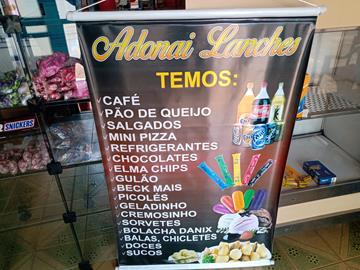 Adonai Lanches
TEMOS:
CAFÉ
PÃO DE QUEIJO
SALGADOS
MINI PIZZA
REFRIGERANTES
CHOCOLATES
ELMA CHIPS
GULÃO
BECK MAIS
PICOLÉS
GELADINHO
CREMOSINHO
SORVETES
BOLACHA DANIX
BALAS, CHICLETES
DOCES
SUCOS
SNICKERS